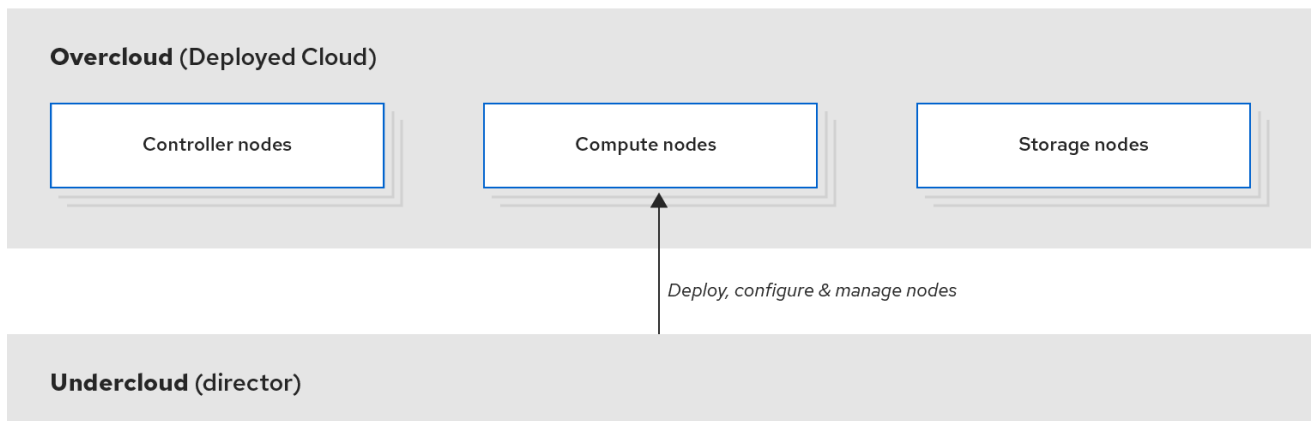 Overcloud (Deployed Cloud)
Controller nodes
Compute nodes
Storage nodes
Deploy, configure & manage nodes
Undercloud (director)